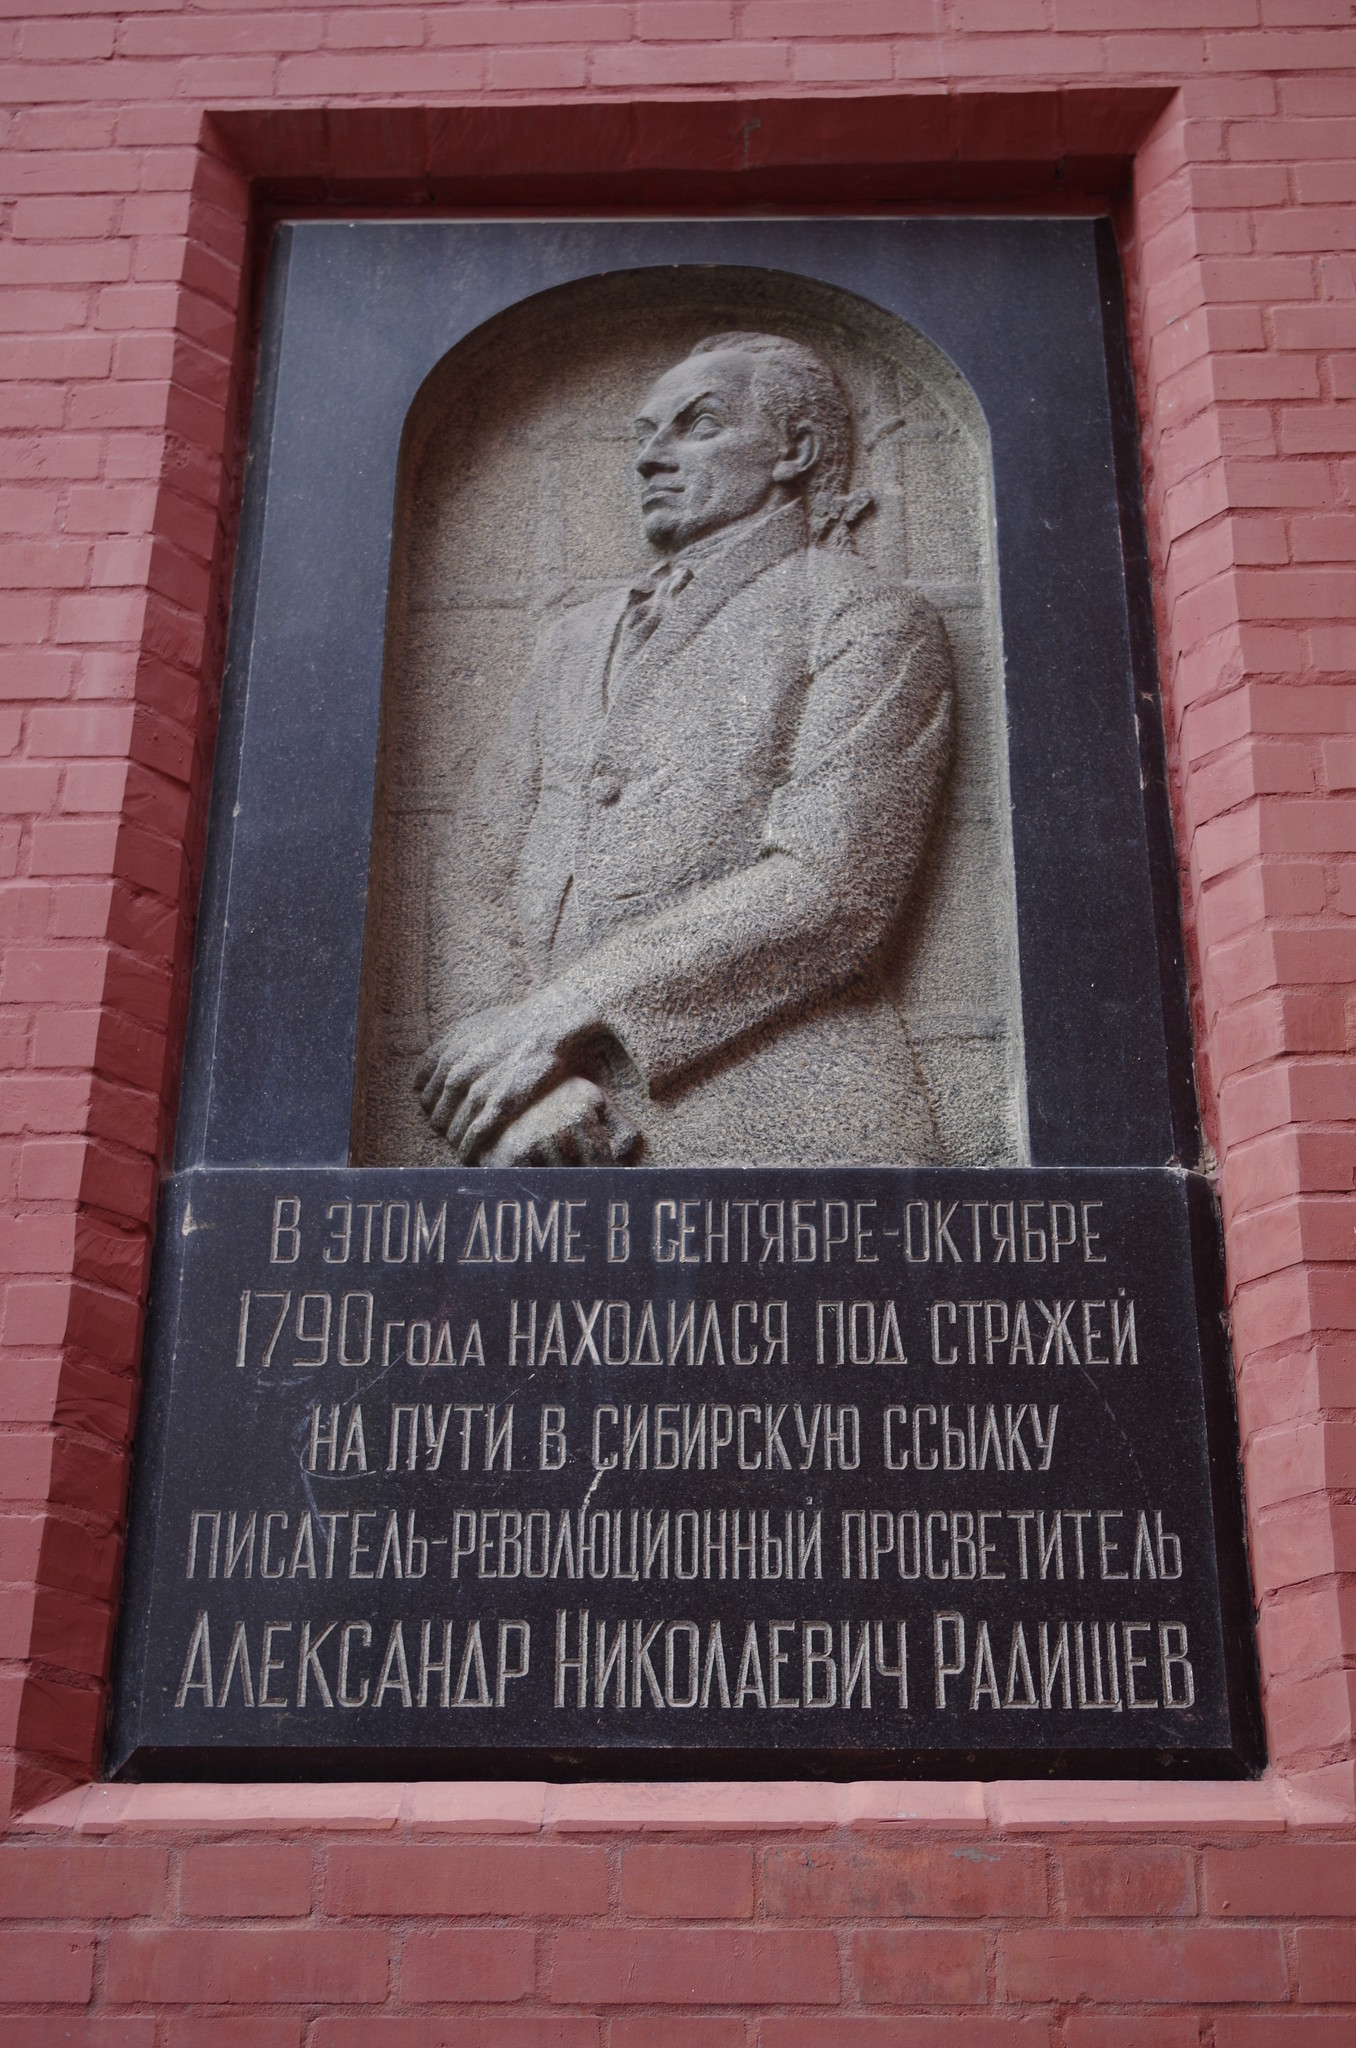 В этом доме в сентябре-октябре
1790 года находился под стражей
на пути в сибирскую ссылку
писатель-революционный просветитель
Александр Николаевич Радищев